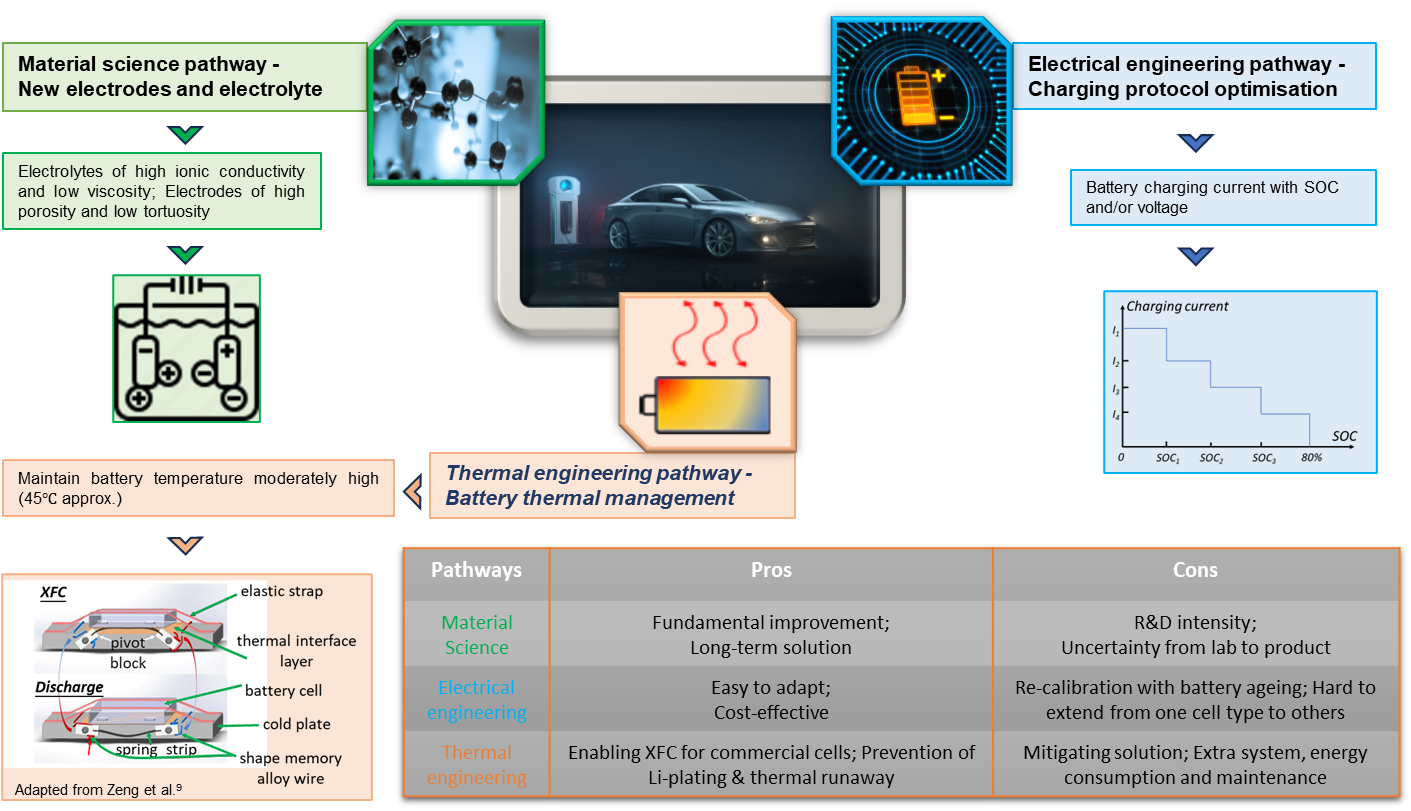 Material science pathway -
New electrodes and electrolyte
Electrolytes of high ionic conductivity
and low viscosity; Electrodes of high
porosity and low tortuosity
+
-
Electrical engineering pathway -
Charging protocol optimisation
Battery charging current with SOC
and/or voltage
Charging current
I1
I2
I3
I4
SOC
0 SOC1 SOC2 SOC3 80%
Thermal engineering pathway -
Battery thermal management
Maintain battery temperature moderately high
(45℃ approx.)
XFC
elastic strap
pivot
block
thermal interface
layer
Discharge
battery cell
cold plate
spring strip
shape memory
alloy wire
Adapted from Zeng et al.⁹
Pathways Pros Cons
Material
Science
Fundamental improvement;
Long-term solution
R&D intensity;
Uncertainty from lab to product
Electrical
engineering
Easy to adapt;
Cost-effective
Re-calibration with battery ageing; Hard to
extend from one cell type to others
Thermal
engineering
Enabling XFC for commercial cells; Prevention of
Li-plating & thermal runaway
Mitigating solution; Extra system, energy
consumption and maintenance